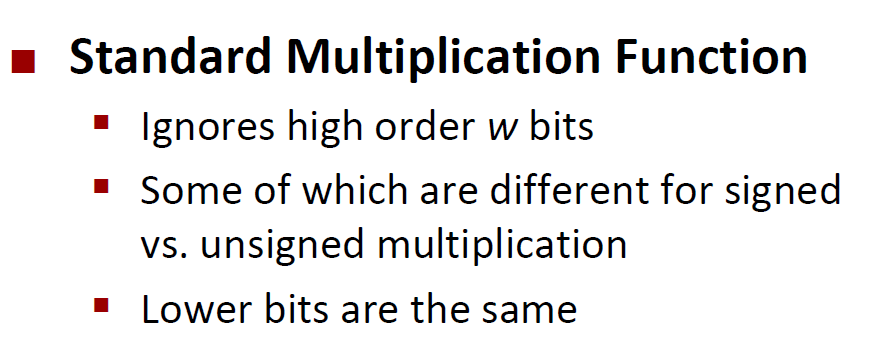 Standard Multiplication Function
Ignores high order w bits
Some of which are different for signed
vs. unsigned multiplication
Lower bits are the same